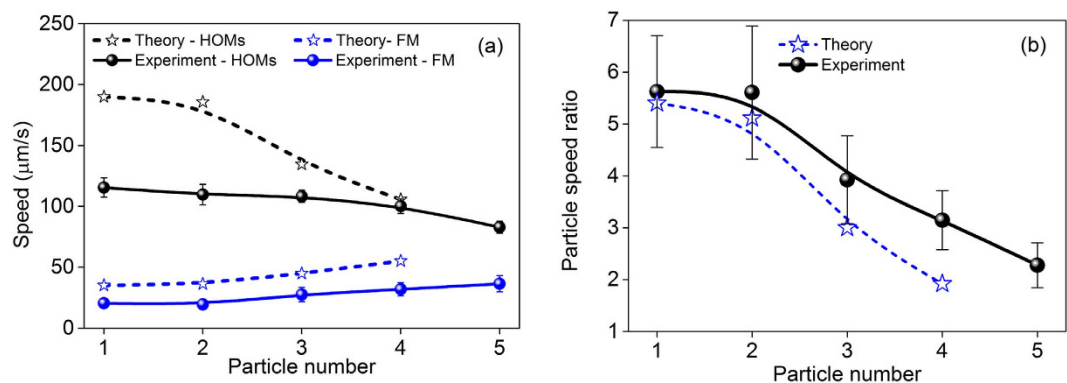 250
200
150
100
50
0
Speed (μm/s)
Theory - HOMs
Experiment - HOMs
Theory- FM
Experiment - FM
(a)
1 2 3 4 5
Particle number
7
6
5
4
3
2
1
Particle speed ratio
Theory
Experiment
(b)
1 2 3 4 5
Particle number